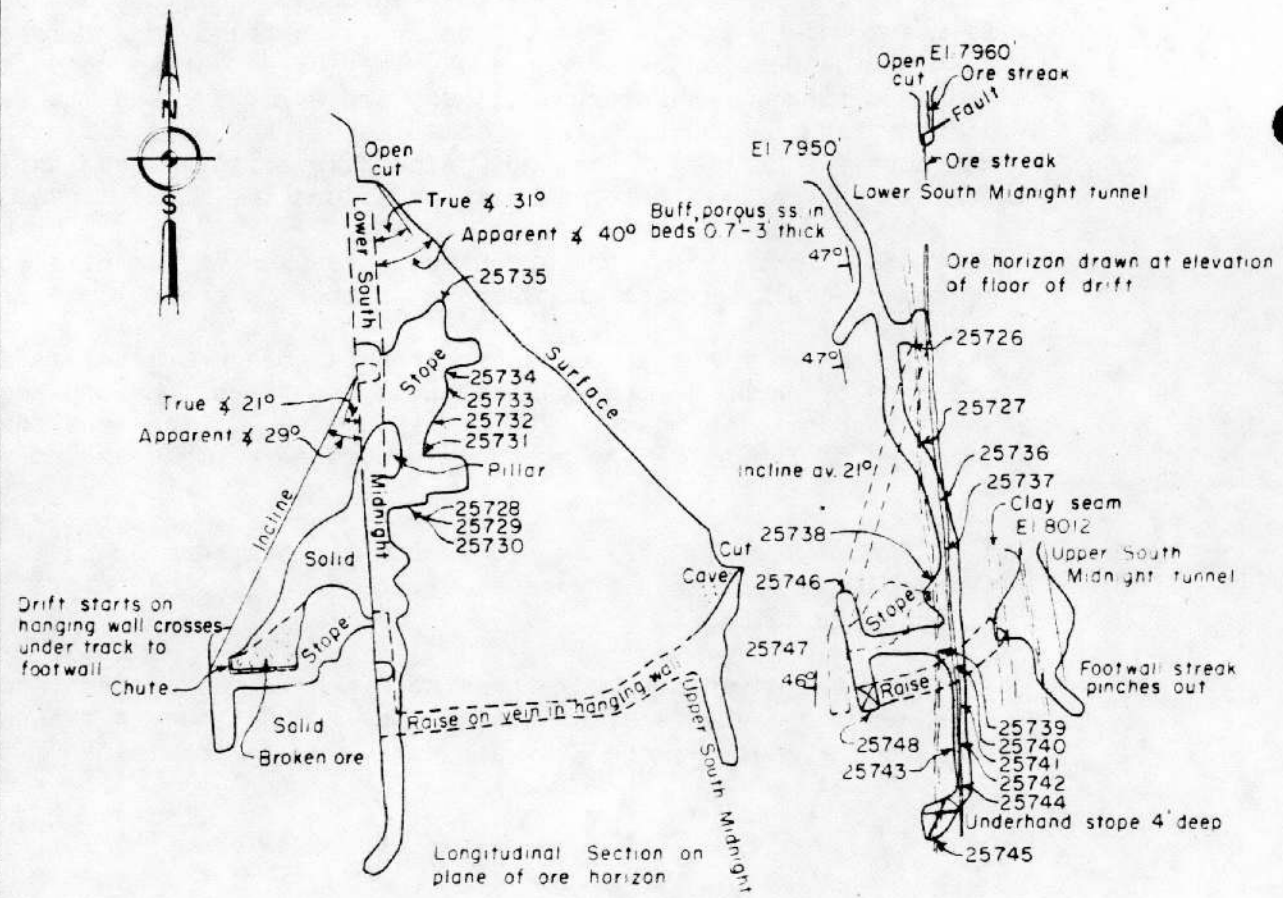 N
S
Open
cut
True ∡ 31°
Apparent ∡ 40°
25735
Lower South
Midnight
Stope
Surface
25734
25733
25732
25731
True ∡ 21°
Apparent ∡ 29°
Pillar
Incline
25728
25729
25730
Solid
Cut
Cave
Drift starts on
hanging wall crosses
under track to
footwall
Stope
Chute
Solid
Broken ore
Raise on vein in hanging wall
Upper South Midnight
Longitudinal Section on
plane of ore horizon
Open
cut
El. 7960'
Ore streak
Fault
Ore streak
El. 7950'
Lower South Midnight tunnel
Buff, porous ss. in
beds 0.7'-3' thick
47°
Ore horizon drawn at elevation
of floor of drift
25726
47°
25727
25736
25737
Incline av. 21°
Clay seam
El 8012
25738
Upper South
Midnight tunnel
25746
Stope
25747
46°
Raise
Footwall streak
pinches out
25748
25739
25740
25741
25743
25742
25744
Underhand stope 4' deep
25745